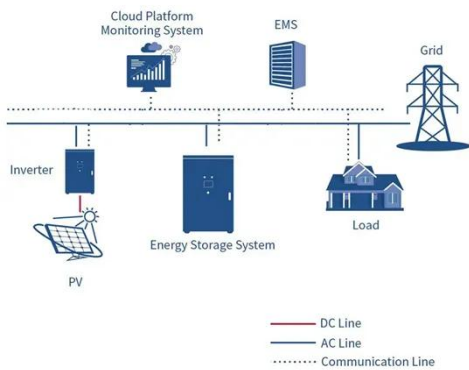 Cloud Platform
Monitoring System
EMS
Grid
Inverter
Energy Storage System
Load
PV
DC Line
AC Line
Communication Line